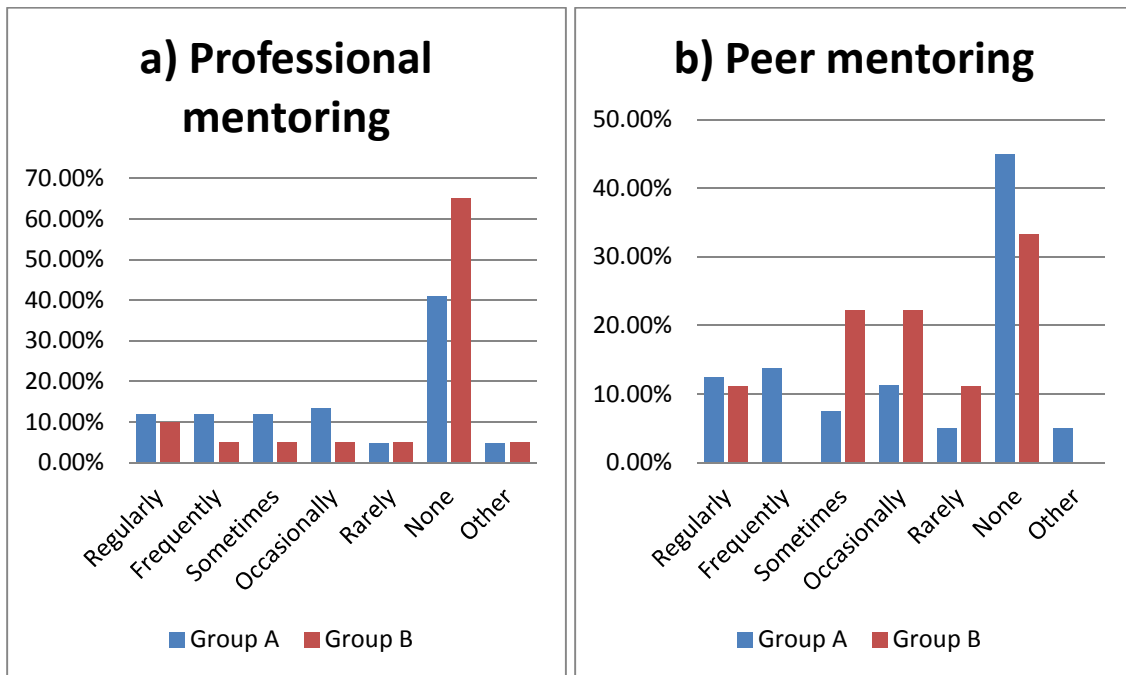 a) Professional
mentoring
70.00%
60.00%
50.00%
40.00%
30.00%
20.00%
10.00%
0.00%
Regularly
Frequently
Sometimes
Occasionally
Rarely
None
Other
Group A Group B
b) Peer mentoring
50.00%
40.00%
30.00%
20.00%
10.00%
0.00%
Regularly
Frequently
Sometimes
Occasionally
Rarely
None
Other
Group A Group B